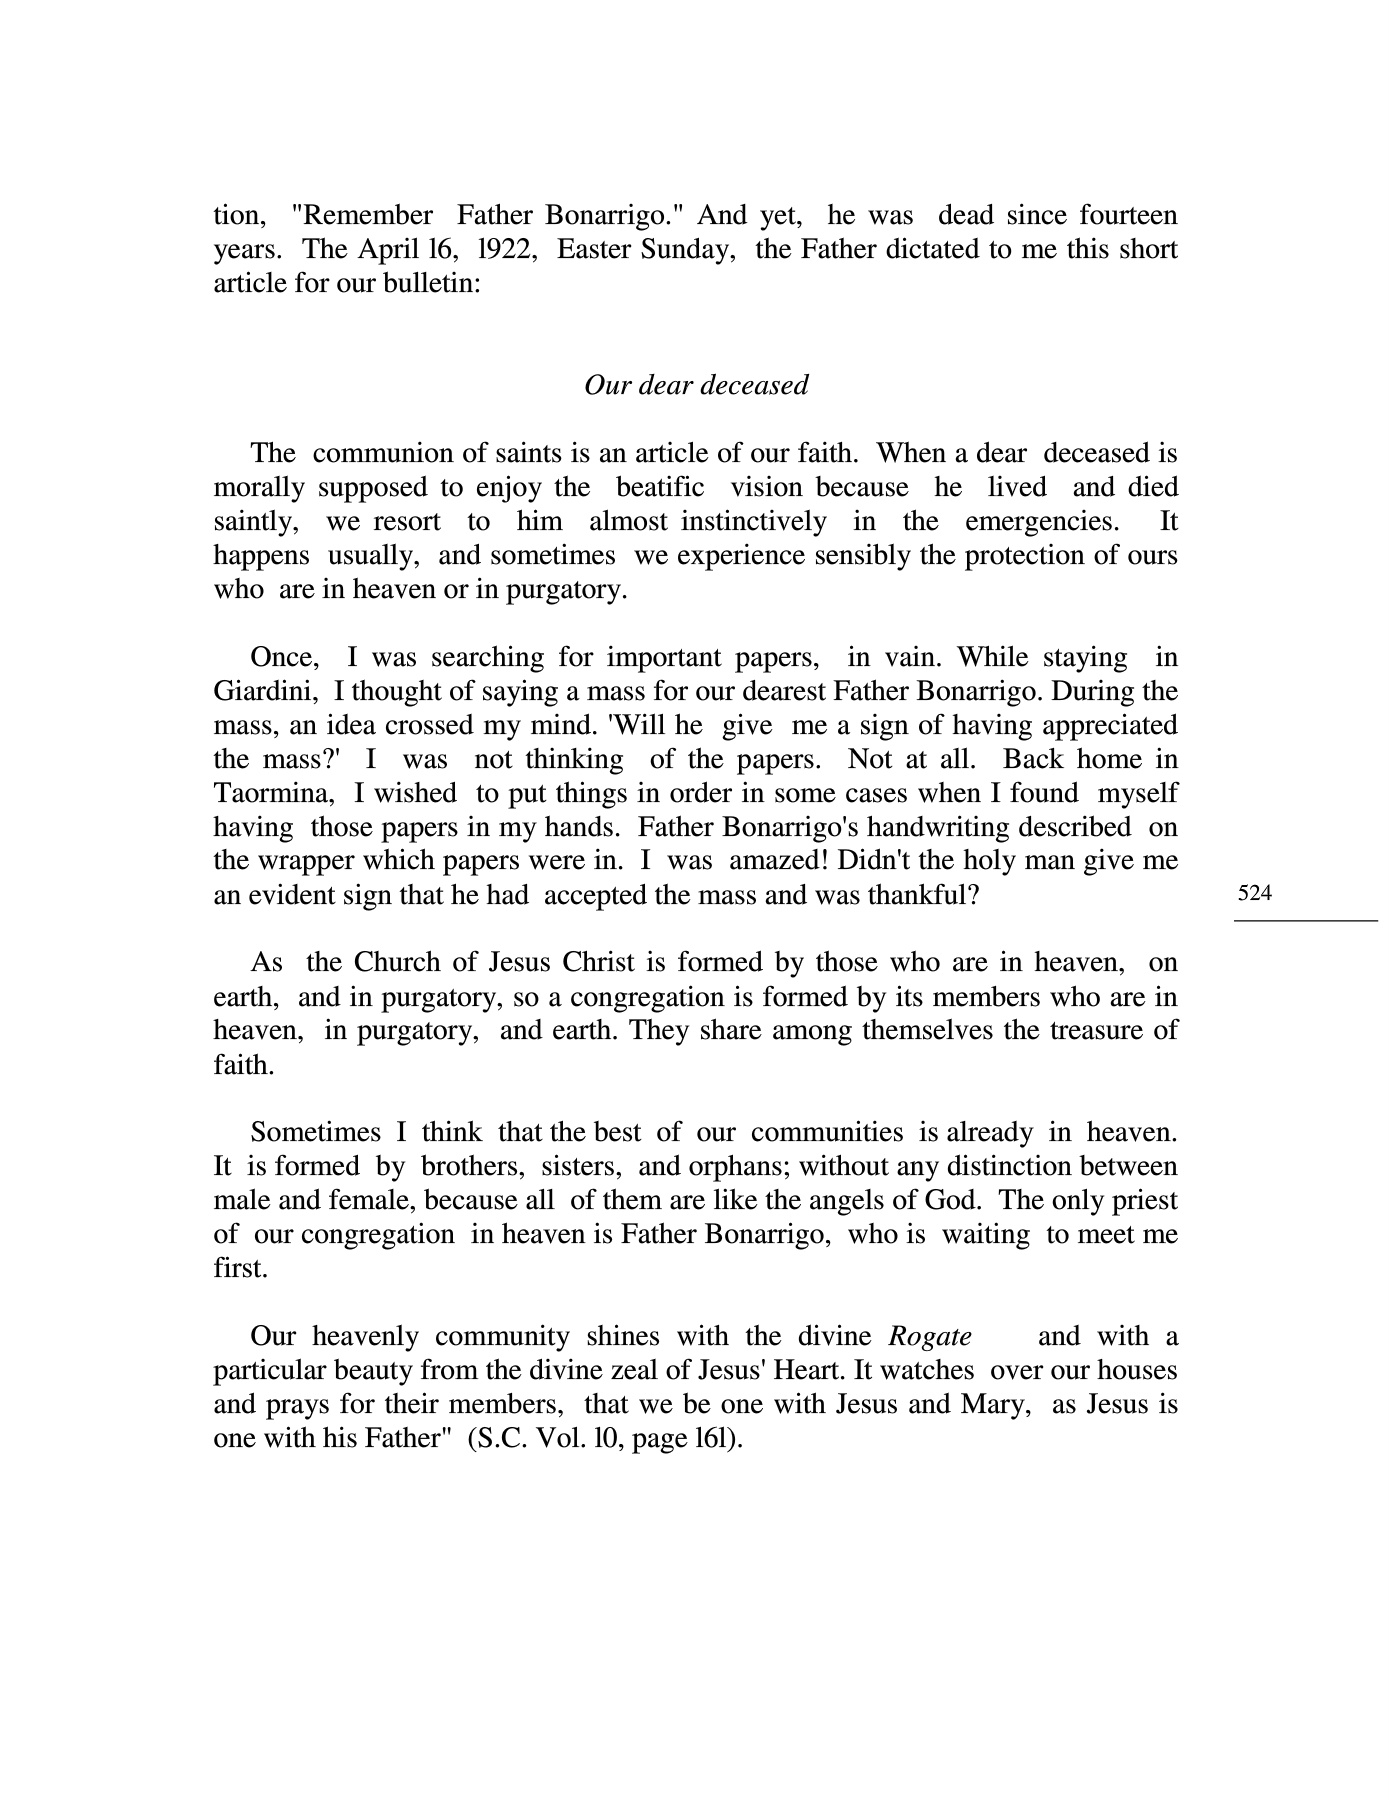 tion, "Remember Father Bonarrigo." And yet, he was dead since fourteen
years. The April 16, 1922, Easter Sunday, the Father dictated to me this short
article for our bulletin:
Our dear deceased
The communion of saints is an article of our faith. When a dear deceased is
morally supposed to enjoy the beatific vision because he lived and died
saintly, we resort to him almost instinctively in the emergencies. It
happens usually, and sometimes we experience sensibly the protection of ours
who are in heaven or in purgatory.
Once, I was searching for important papers, in vain. While staying in
Giardini, I thought of saying a mass for our dearest Father Bonarrigo. During the
mass, an idea crossed my mind. 'Will he give me a sign of having appreciated
the mass?' I was not thinking of the papers. Not at all. Back home in
Taormina, I wished to put things in order in some cases when I found myself
having those papers in my hands. Father Bonarrigo's handwriting described on
the wrapper which papers were in. I was amazed! Didn't the holy man give me
an evident sign that he had accepted the mass and was thankful?
524
As the Church of Jesus Christ is formed by those who are in heaven, on
earth, and in purgatory, so a congregation is formed by its members who are in
heaven, in purgatory, and earth. They share among themselves the treasure of
faith.
Sometimes I think that the best of our communities is already in heaven.
It is formed by brothers, sisters, and orphans; without any distinction between
male and female, because all of them are like the angels of God. The only priest
of our congregation in heaven is Father Bonarrigo, who is waiting to meet me
first.
Our heavenly community shines with the divine Rogate and with a
particular beauty from the divine zeal of Jesus' Heart. It watches over our houses
and prays for their members, that we be one with Jesus and Mary, as Jesus is
one with his Father" (S.C. Vol. l0, page l6l).